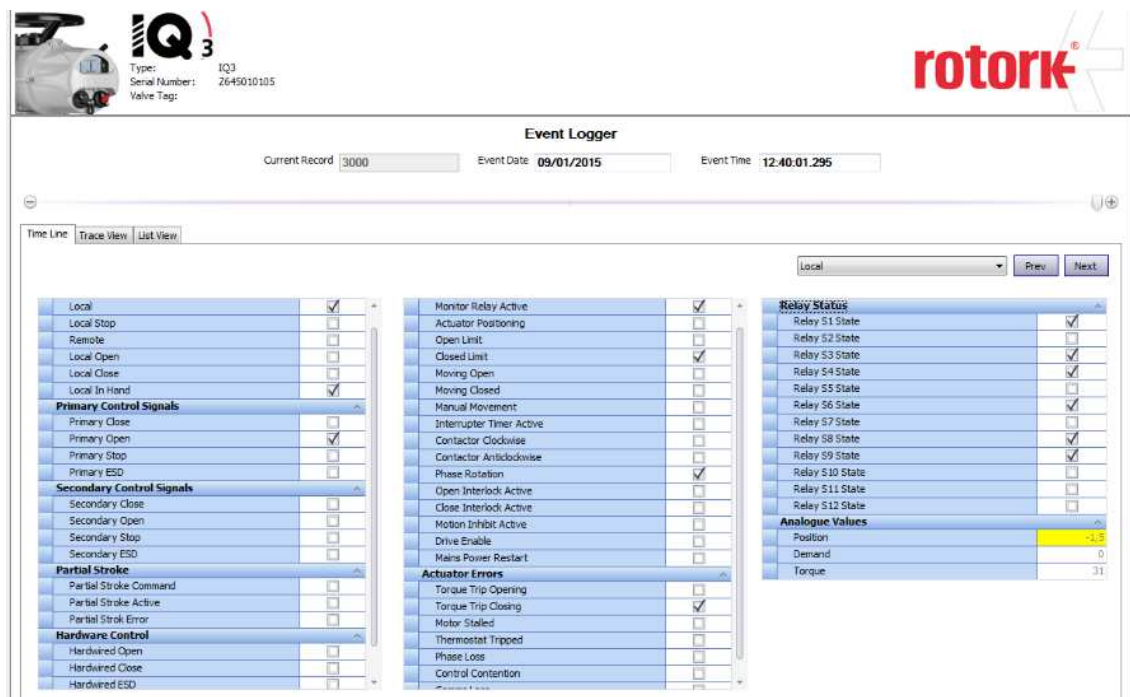 IQ3
rotork®
Type: IQ3
Serial Number: Z645010105
Valve Tag:
Event Logger
Current Record 3000 Event Date 09/01/2015 Event Time 12:40:01.295
Time Line Trace View List View
Local Prev Next
Local
Local Stop
Remote
Local Open
Local Close
Local In Hand
Primary Control Signals
Primary Close
Primary Open
Primary Stop
Primary ESD
Secondary Control Signals
Secondary Close
Secondary Open
Secondary Stop
Secondary ESD
Partial Stroke
Partial Stroke Command
Partial Stroke Active
Partial Strok Error
Hardware Control
Hardwired Open
Hardwired Close
Hardwired ESD
Monitor Relay Active
Actuator Positioning
Open Limit
Closed Limit
Moving Open
Moving Closed
Manual Movement
Interrupter Timer Active
Contactor Clockwise
Contactor Anticlockwise
Phase Rotation
Open Interlock Active
Close Interlock Active
Motion Inhibit Active
Drive Enable
Mains Power Restart
Actuator Errors
Torque Trip Opening
Torque Trip Closing
Motor Stalled
Thermostat Tripped
Phase Loss
Control Contention
Relay Status
Relay S1 State
Relay S2 State
Relay S3 State
Relay S4 State
Relay S5 State
Relay S6 State
Relay S7 State
Relay S8 State
Relay S9 State
Relay S10 State
Relay S11 State
Relay S12 State
Analogue Values
Position -1,5
Demand 0
Torque 31